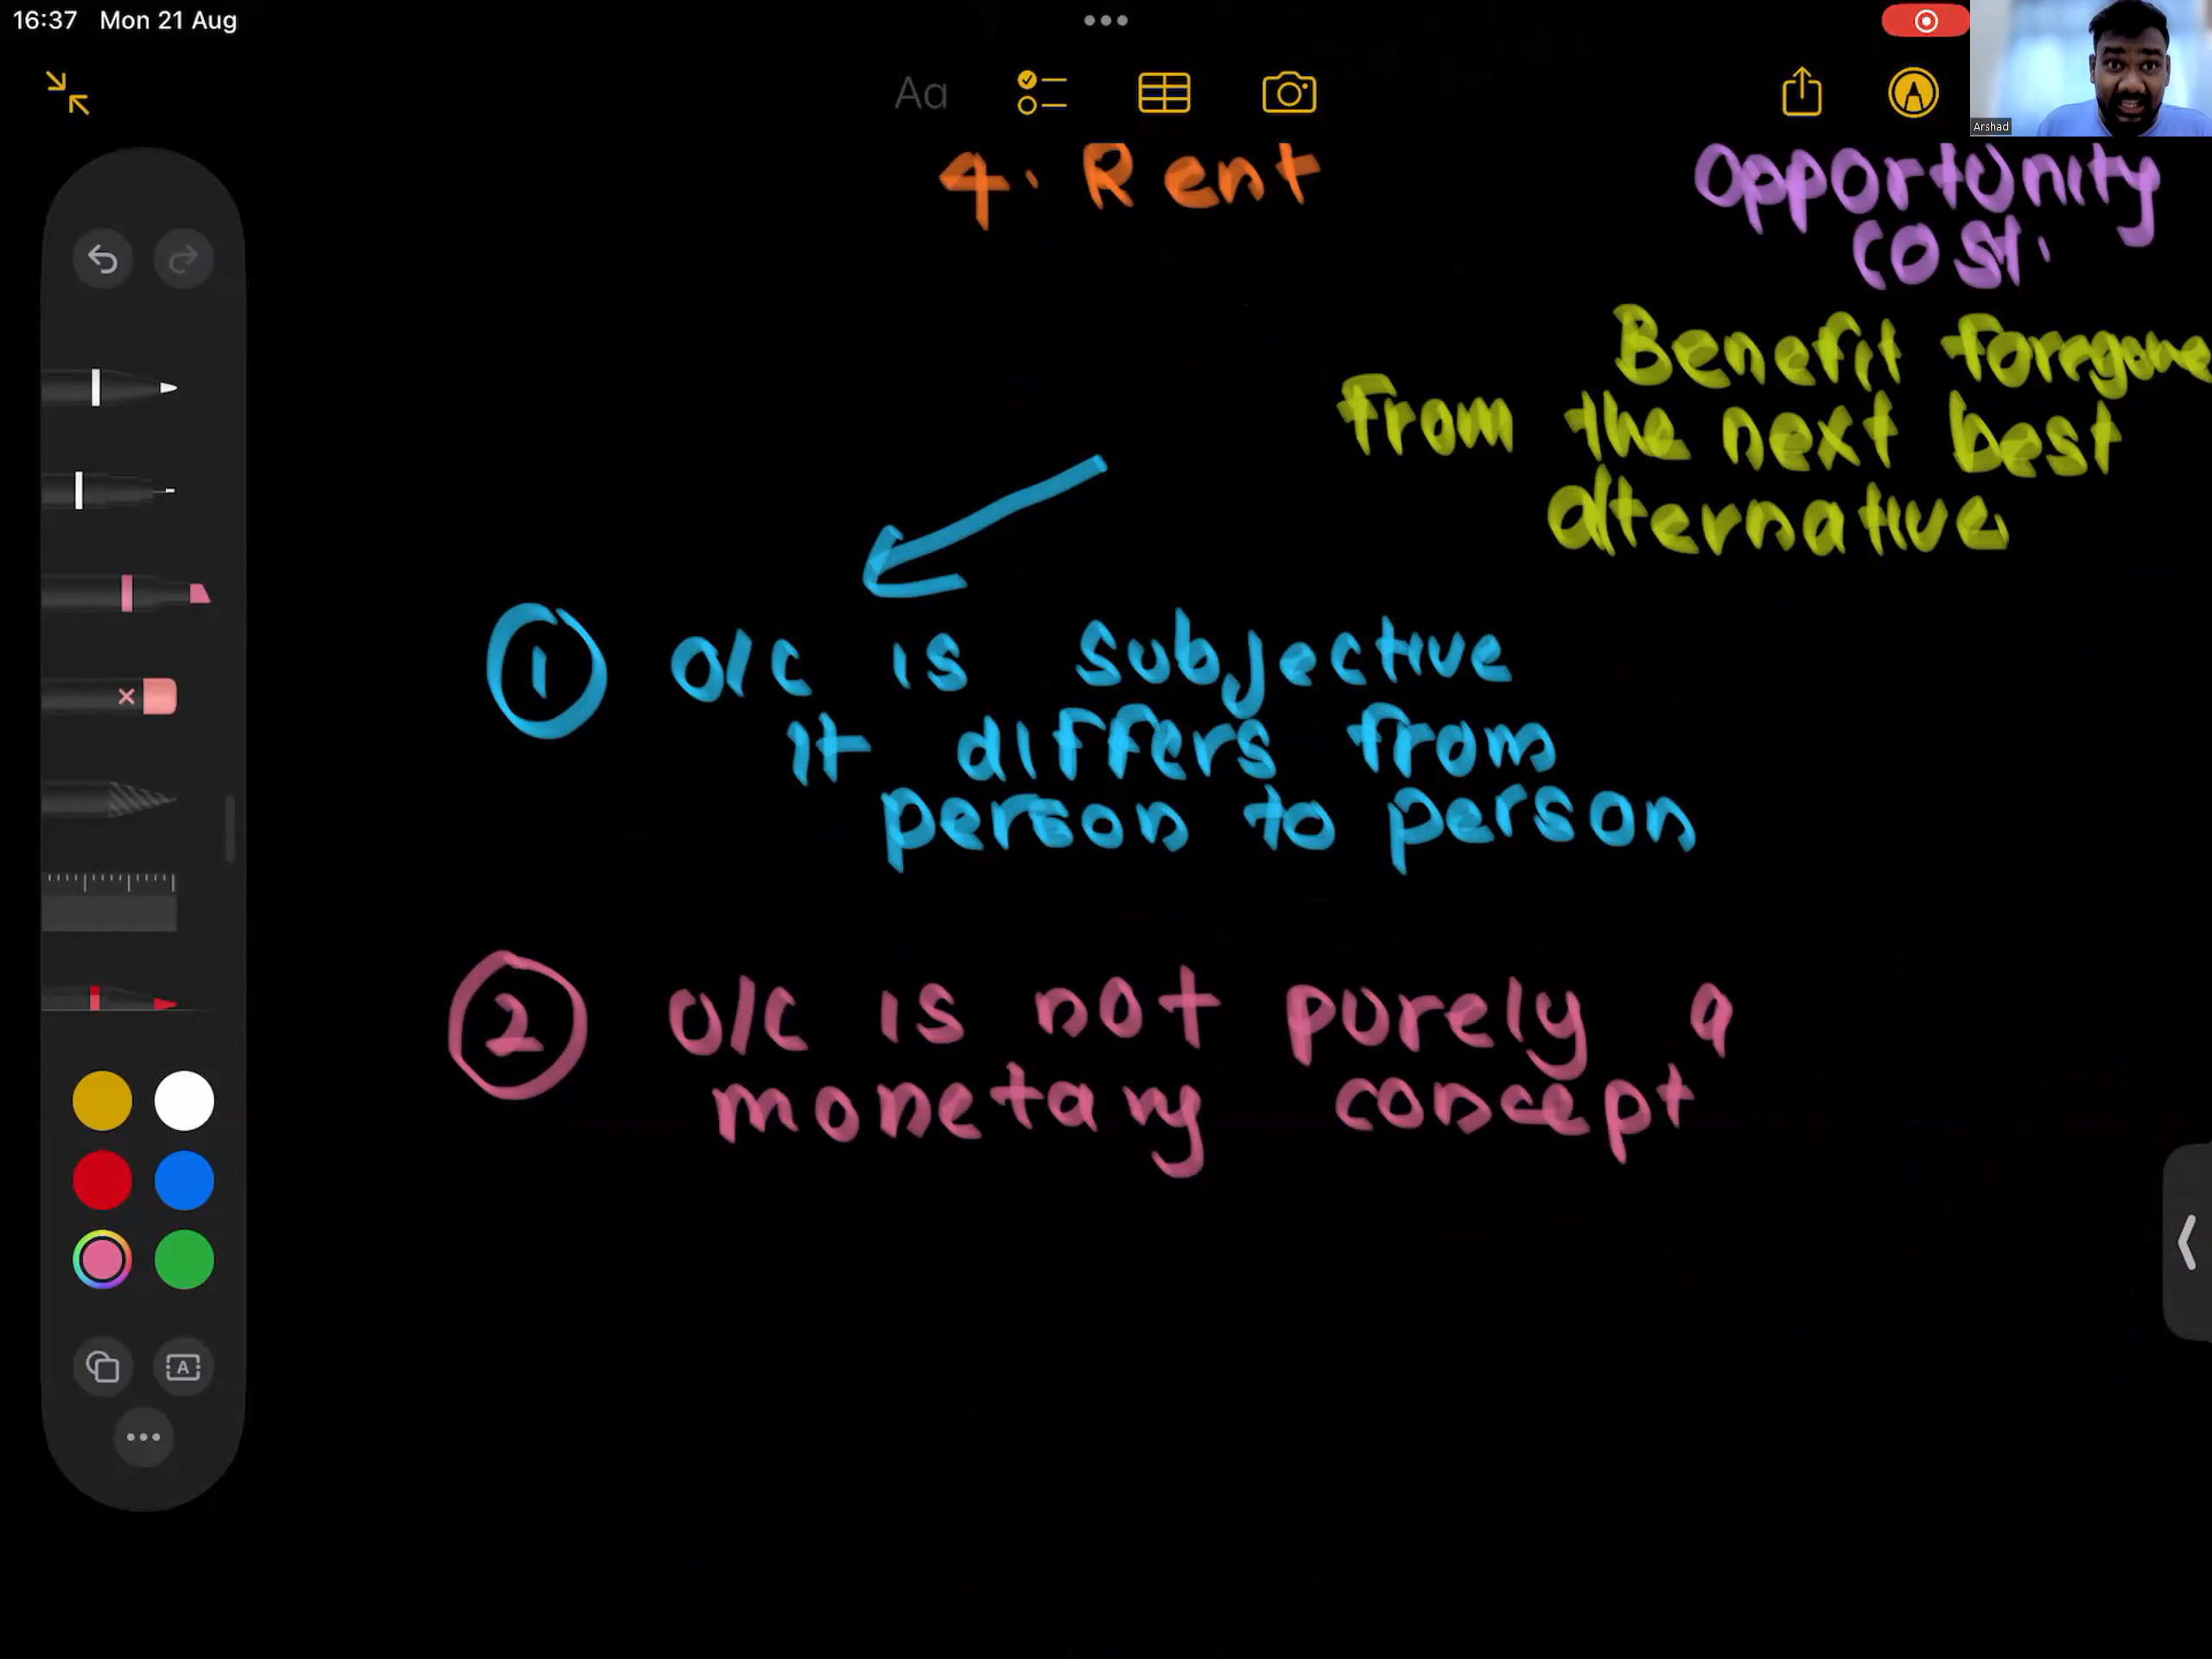 16:37 Mon 21 Aug
Aa
Arshad
4. Rent
Opportunity
cost.
Benefit forregone
from the next best
alternative
1 O/C is subjective
it differs from
person to person
2 O/C is not purely a
monetary concept
A